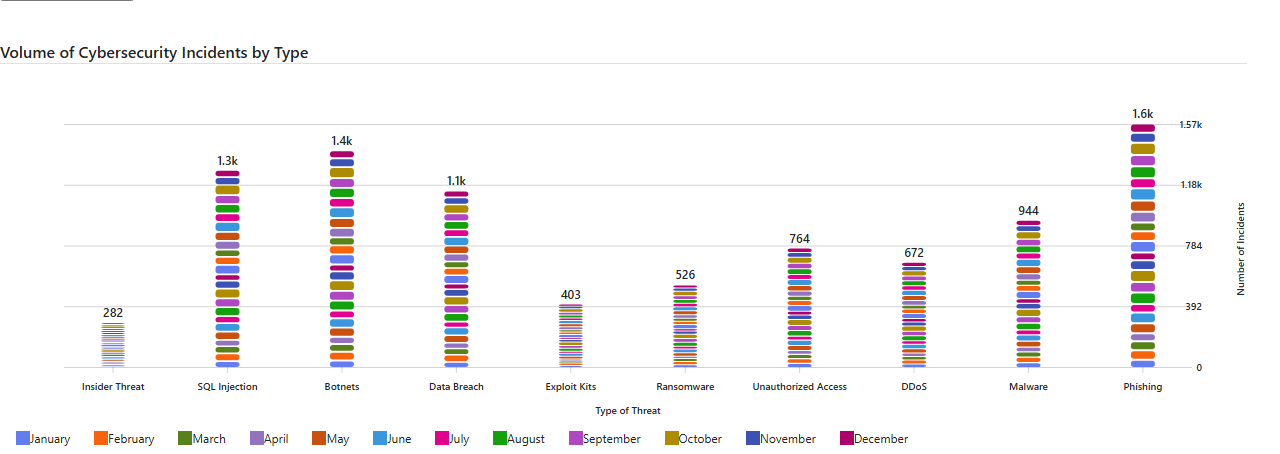 Volume of Cybersecurity Incidents by Type
1.6k
1.57k
1.4k
1.3k
1.1k
1.18k
944
764
784
672
526
403
392
282
0
Number of Incidents
Insider Threat SQL Injection Botnets Data Breach Exploit Kits Ransomware Unauthorized Access DDoS Malware Phishing
Type of Threat
January February March April May June July August September October November December